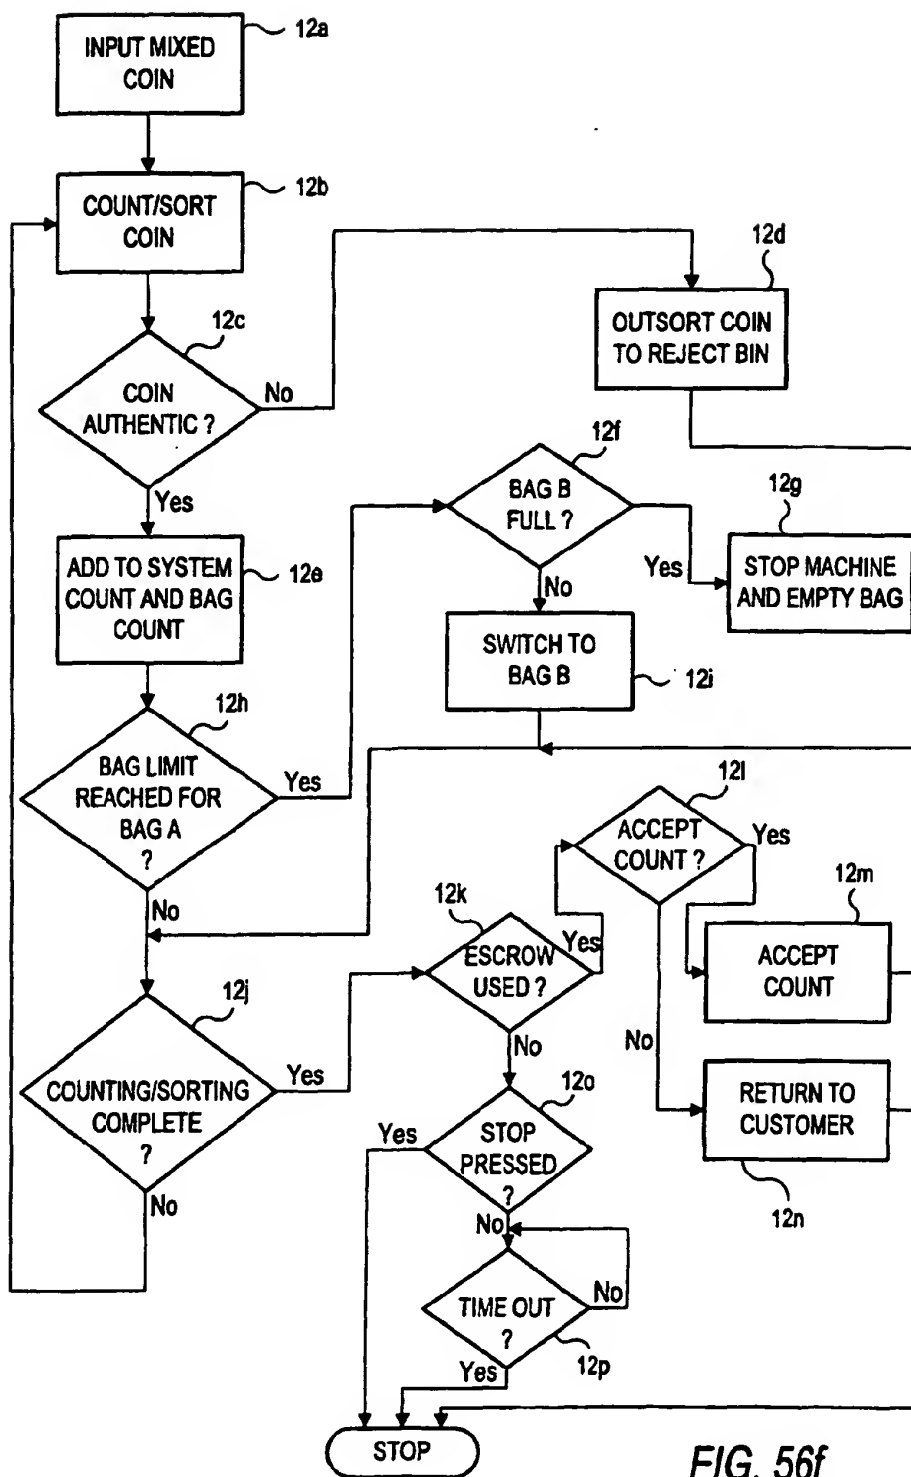 INPUT MIXED
COIN
12a
COUNT/SORT
COIN
12b
COIN
AUTHENTIC ?
12c
No
Yes
OUTSORT COIN
TO REJECT BIN
12d
ADD TO SYSTEM
COUNT AND BAG
COUNT
12e
BAG B
FULL ?
12f
Yes
No
STOP MACHINE
AND EMPTY BAG
12g
SWITCH TO
BAG B
12i
BAG LIMIT
REACHED FOR
BAG A
?
12h
Yes
No
COUNTING/SORTING
COMPLETE
?
12j
Yes
No
ESCROW
USED ?
12k
Yes
No
ACCEPT
COUNT ?
12l
Yes
No
ACCEPT
COUNT
12m
RETURN TO
CUSTOMER
12n
STOP
PRESSED
?
12o
Yes
No
TIME OUT
?
12p
No
Yes
STOP
FIG. 56f